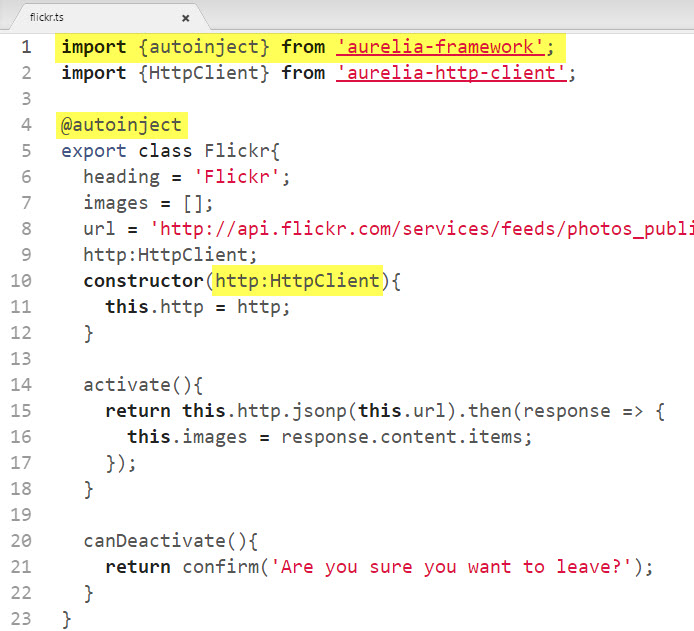 flickr.ts ×
1 import {autoinject} from 'aurelia-framework';
2 import {HttpClient} from 'aurelia-http-client';
3
4 @autoinject
5 export class Flickr{
6   heading = 'Flickr';
7   images = [];
8   url = 'http://api.flickr.com/services/feeds/photos_publi
9   http:HttpClient;
10   constructor(http:HttpClient){
11     this.http = http;
12   }
13
14   activate(){
15     return this.http.jsonp(this.url).then(response => {
16       this.images = response.content.items;
17     });
18   }
19
20   canDeactivate(){
21     return confirm('Are you sure you want to leave?');
22   }
23 }